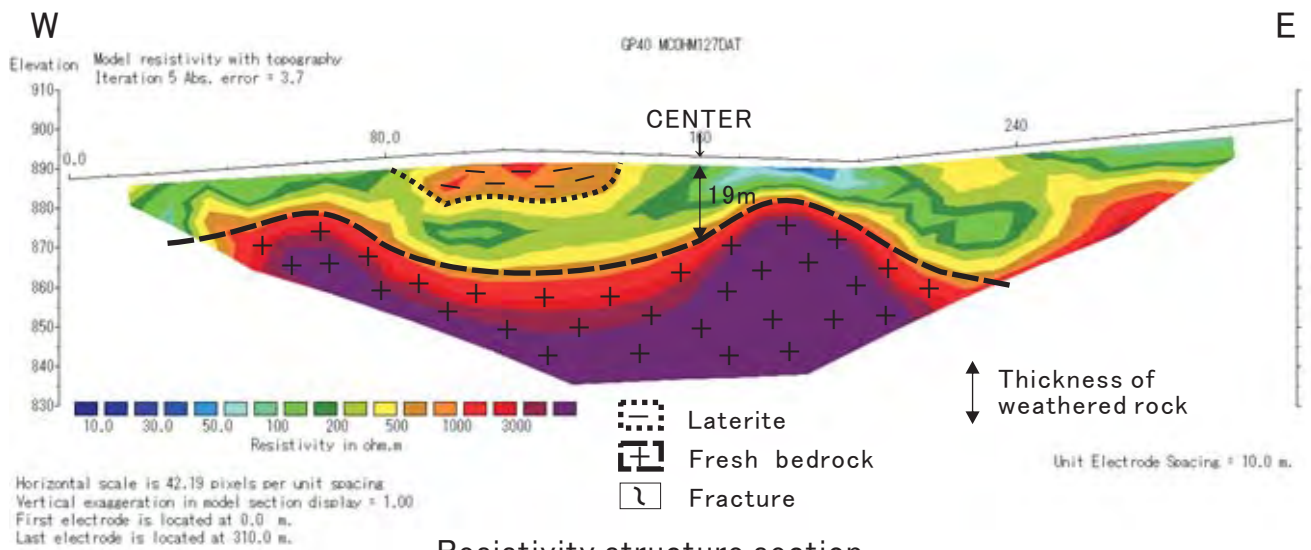 W
E
GP40 MCOHM127DAT
Elevation
Model resistivity with topography
Iteration 5 Abs. error = 3.7
910
900
890
880
870
860
850
840
830
0.0
80.0
CENTER
160
240
19m
10.0 30.0 50.0 100 200 500 1000 3000
Resistivity in ohm.m
Laterite
Fresh bedrock
Fracture
Thickness of
weathered rock
Unit Electrode Spacing = 10.0 m.
Horizontal scale is 42.19 pixels per unit spacing
Vertical exaggeration in model section display = 1.00
First electrode is located at 0.0 m.
Last electrode is located at 310.0 m.
Resistivity structure section